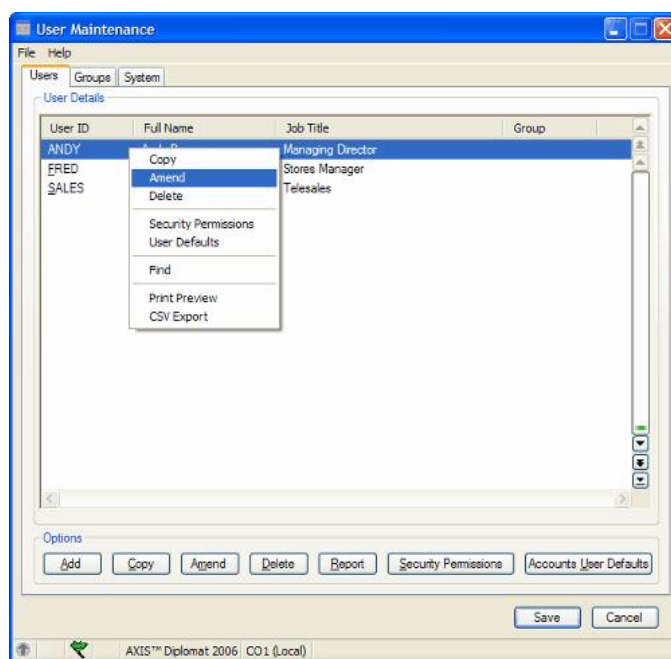 User Maintenance
File Help
Users Groups System
User Details
User ID Full Name Job Title Group
ANDY Managing Director
FRED Stores Manager
SALES Telesales
Copy
Amend
Delete
Security Permissions
User Defaults
Find
Print Preview
CSV Export
Options
Add Copy Amend Delete Report Security Permissions Accounts User Defaults
Save Cancel
AXIS™ Diplomat 2006 CO1 (Local)